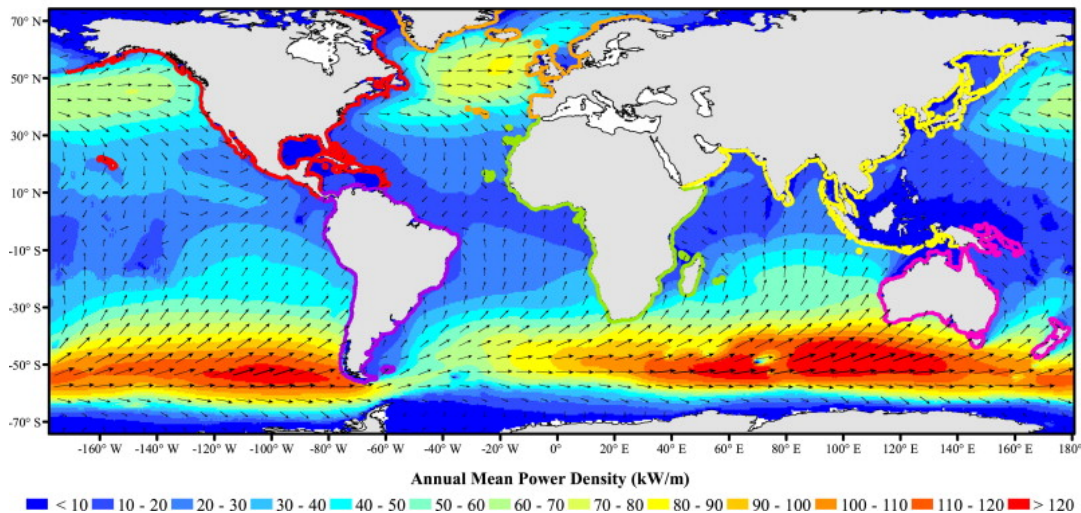 70° N
50° N
30° N
10° N
-10° S
-30° S
-50° S
-70° S
-160° W -140° W -120° W -100° W -80° W -60° W -40° W -20° W 0° 20° E 40° E 60° E 80° E 100° E 120° E 140° E 160° E 180° E
Annual Mean Power Density (kW/m)
< 10 10 - 20 20 - 30 30 - 40 40 - 50 50 - 60 60 - 70 70 - 80 80 - 90 90 - 100 100 - 110 110 - 120 > 120